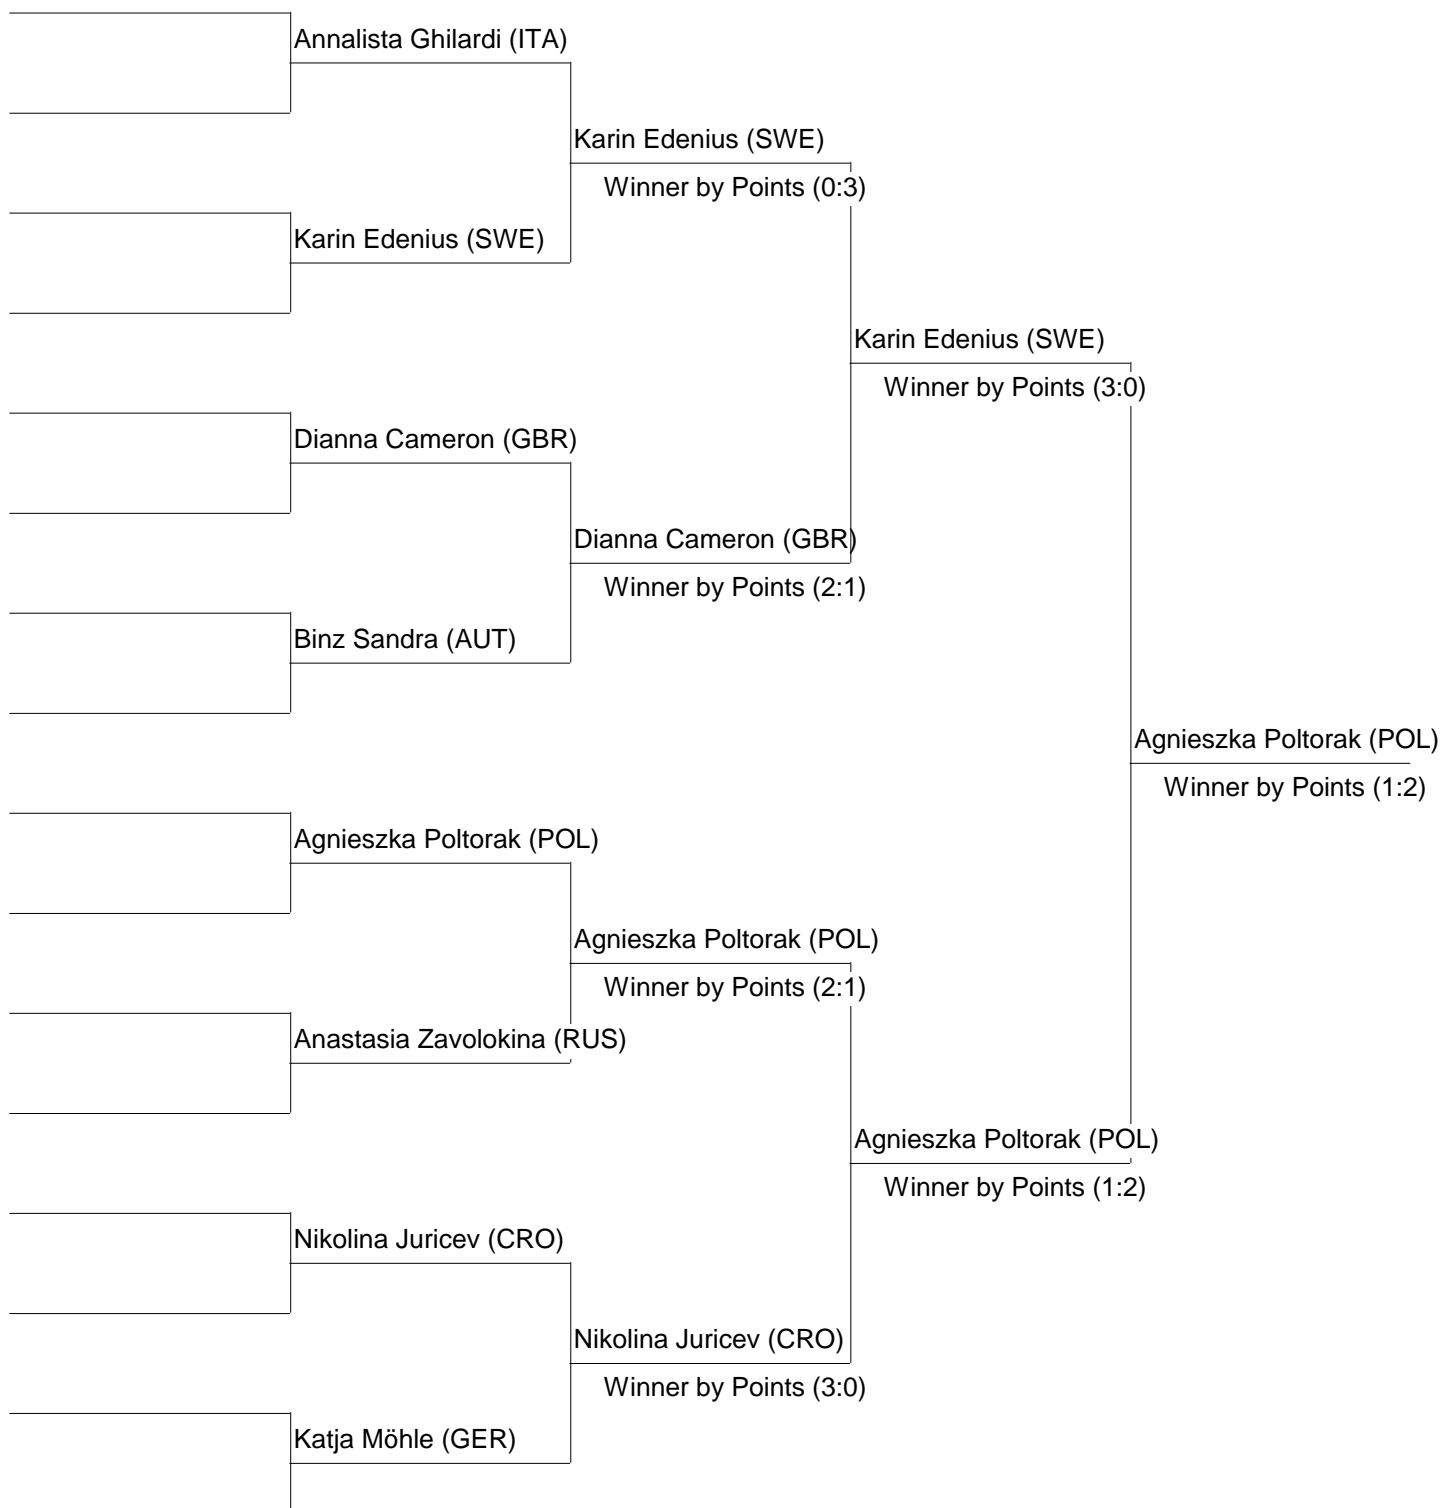 Annalista Ghilardi (ITA)
Karin Edenius (SWE)
Winner by Points (0:3)
Karin Edenius (SWE)
Karin Edenius (SWE)
Winner by Points (3:0)
Dianna Cameron (GBR)
Dianna Cameron (GBR)
Winner by Points (2:1)
Binz Sandra (AUT)
Agnieszka Poltorak (POL)
Winner by Points (1:2)
Agnieszka Poltorak (POL)
Agnieszka Poltorak (POL)
Winner by Points (2:1)
Anastasia Zavolokina (RUS)
Agnieszka Poltorak (POL)
Winner by Points (1:2)
Nikolina Juricev (CRO)
Nikolina Juricev (CRO)
Winner by Points (3:0)
Katja Möhle (GER)